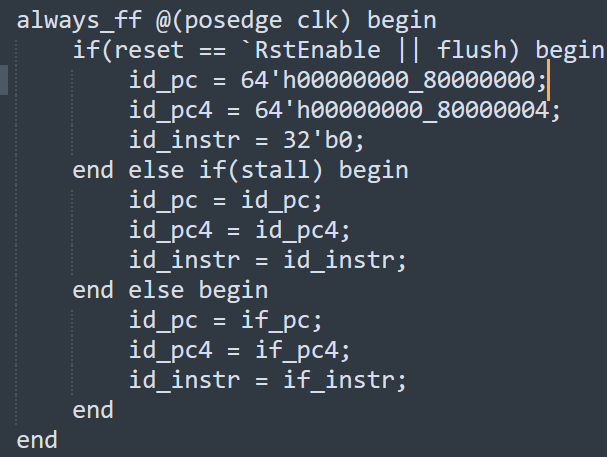 always_ff @(posedge clk) begin
    if(reset == `RstEnable || flush) begin
        id_pc = 64'h00000000_80000000;
        id_pc4 = 64'h00000000_80000004;
        id_instr = 32'b0;
    end else if(stall) begin
        id_pc = id_pc;
        id_pc4 = id_pc4;
        id_instr = id_instr;
    end else begin
        id_pc = if_pc;
        id_pc4 = if_pc4;
        id_instr = if_instr;
    end
end